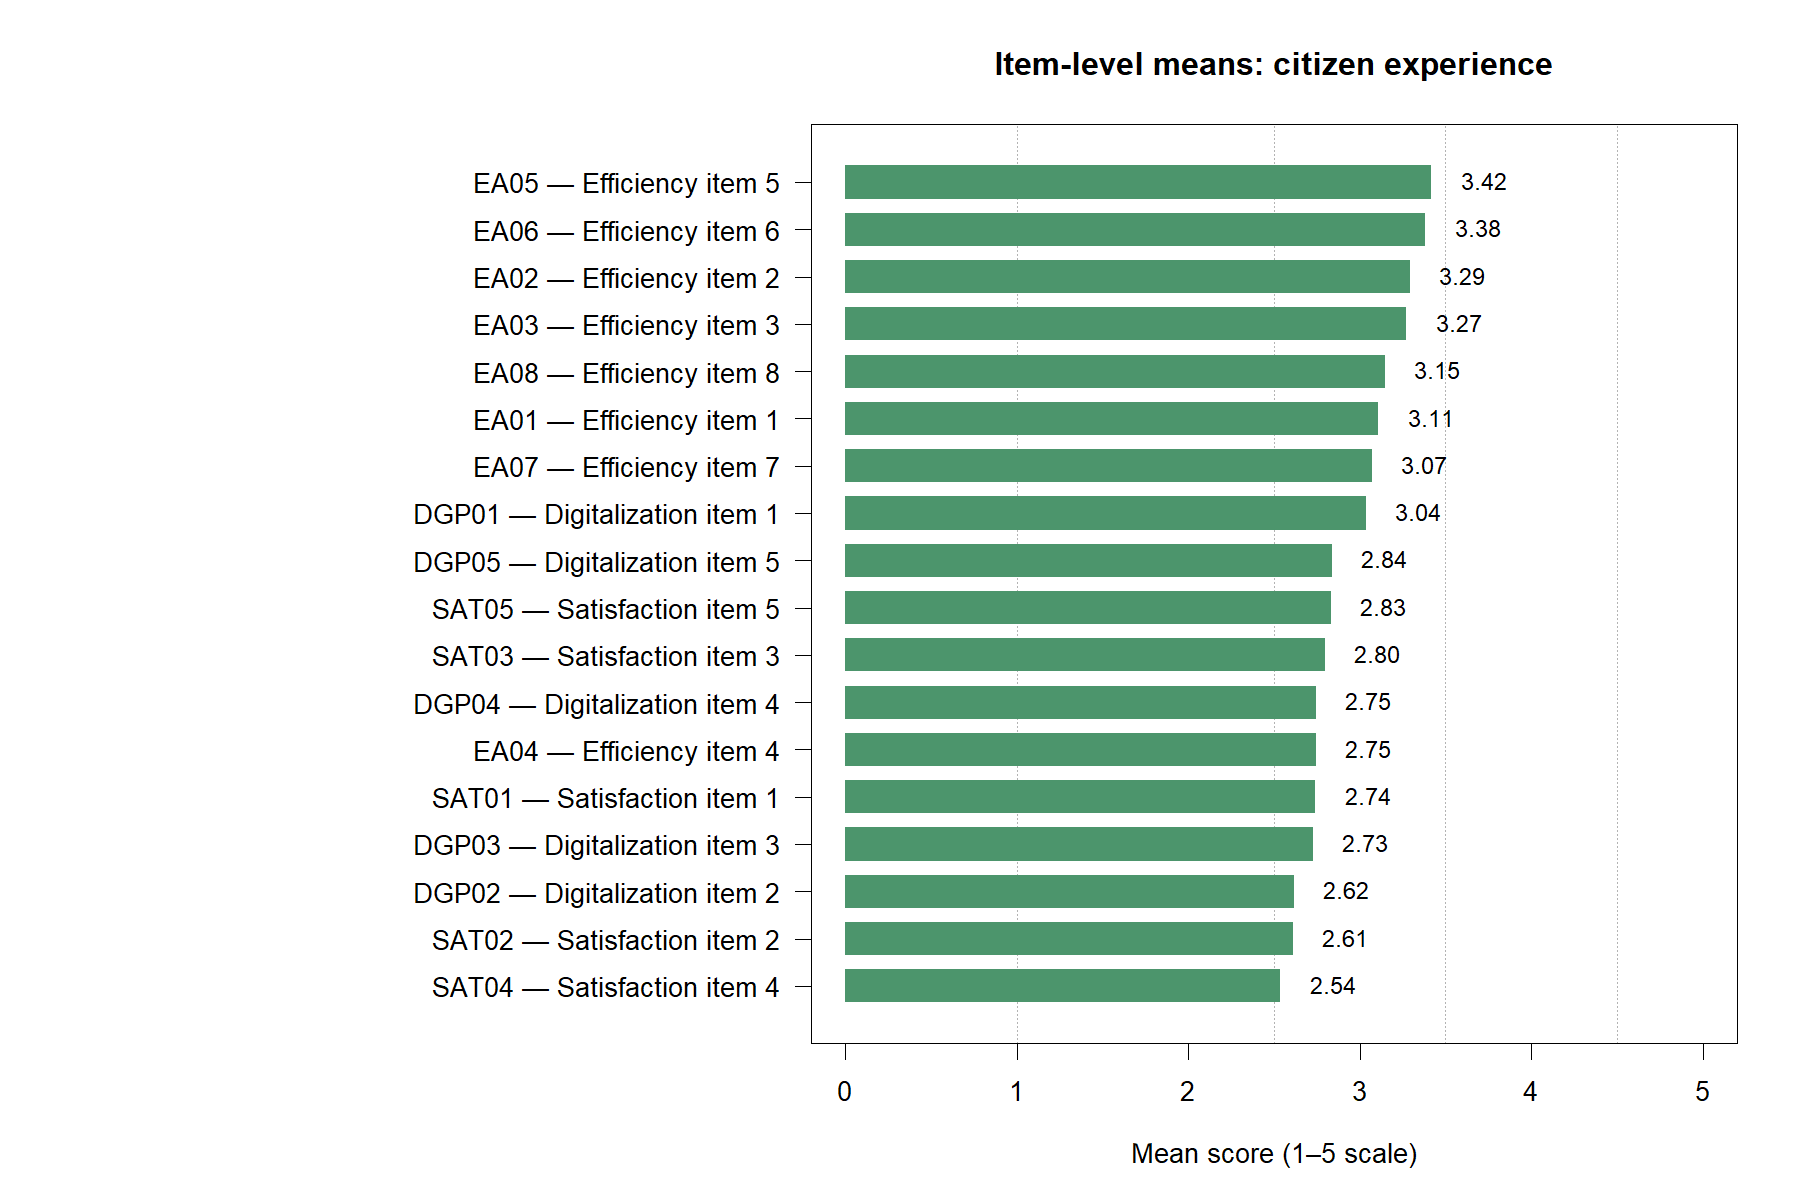 Item-level means: citizen experience
EA05 — Efficiency item 5 3.42
EA06 — Efficiency item 6 3.38
EA02 — Efficiency item 2 3.29
EA03 — Efficiency item 3 3.27
EA08 — Efficiency item 8 3.15
EA01 — Efficiency item 1 3.11
EA07 — Efficiency item 7 3.07
DGP01 — Digitalization item 1 3.04
DGP05 — Digitalization item 5 2.84
SAT05 — Satisfaction item 5 2.83
SAT03 — Satisfaction item 3 2.80
DGP04 — Digitalization item 4 2.75
EA04 — Efficiency item 4 2.75
SAT01 — Satisfaction item 1 2.74
DGP03 — Digitalization item 3 2.73
DGP02 — Digitalization item 2 2.62
SAT02 — Satisfaction item 2 2.61
SAT04 — Satisfaction item 4 2.54
0 1 2 3 4 5
Mean score (1–5 scale)